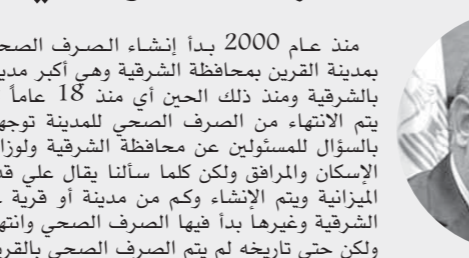 منذ عام 2000 بدأ إنشاء الصرف الصح
بمدينة القرين بمحافظة الشرقية وهي أكبر مدي
بالشرقية ومنذ ذلك الحين أي منذ 18 عاماً
يتم الانتهاء من الصرف الصحي للمدينة توجه
بالسؤال للمسئولين عن محافظة الشرقية ولوزا
الإسكان والمرافق ولكن كلما سألنا يقال علي قد
الميزانية ويتم الإنشاء وكم من مدينة أو قرية
الشرقية وغيرها بدأ فيها الصرف الصحي وانته
ولكن حتى تاريخه لم يتم الصرف الصحي بالقري